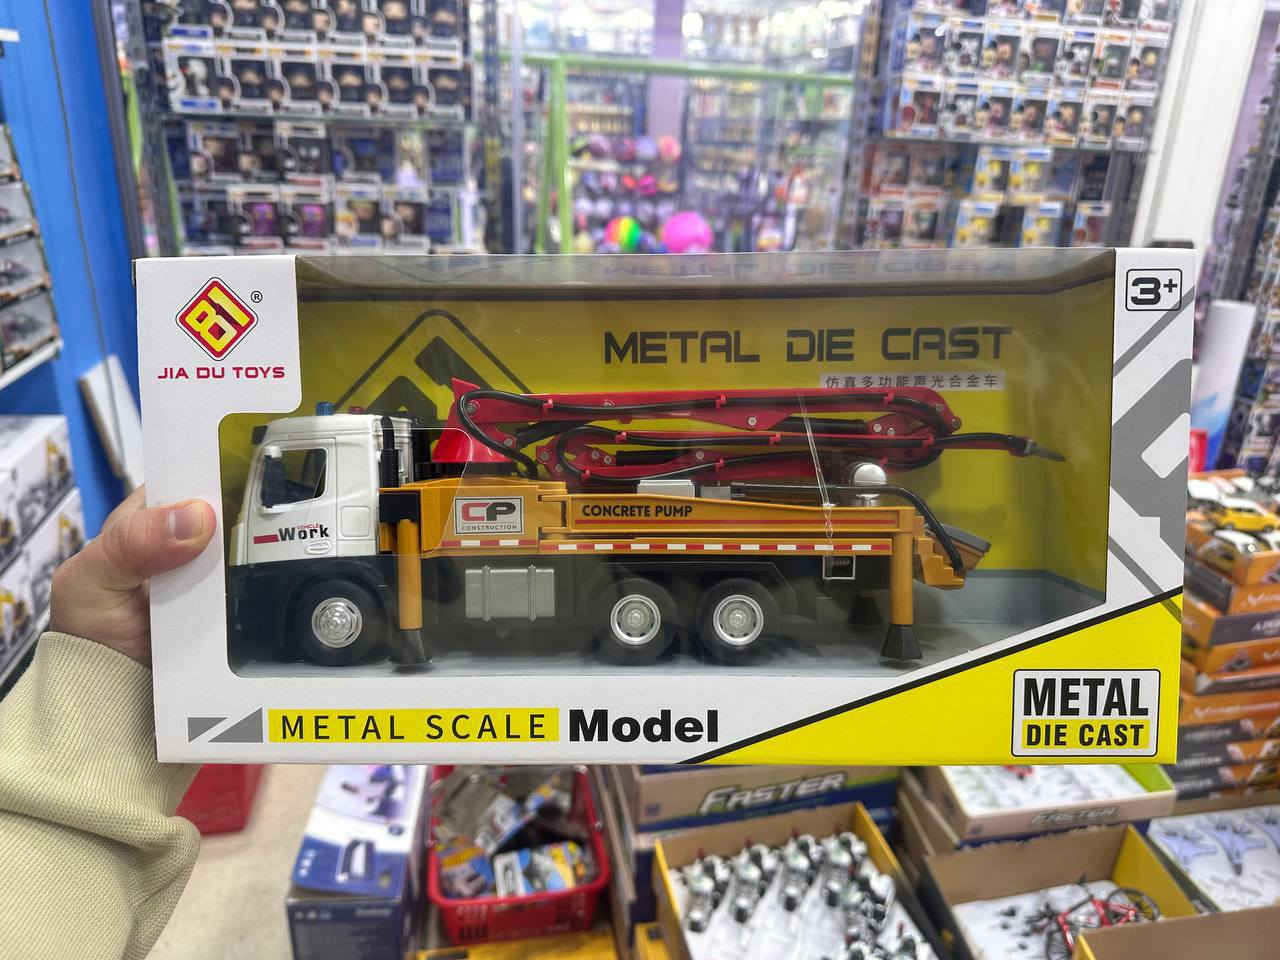 81
®
JIA DU TOYS
3+
METAL DIE CAST
仿真多功能声光合金车
VEHICLE
Work
CP
CONSTRUCTION
CONCRETE PUMP
METAL SCALE Model
METAL
DIE CAST
FASTER
FASTER